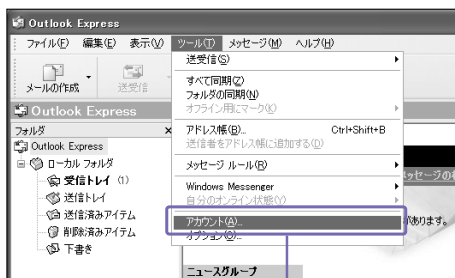 Outlook Express
ファイル(F) 編集(E) 表示(V) ツール(T) メッセージ(M) ヘルプ(H)
メールの作成 送受信
送受信(S)
すべて同期(Z)
フォルダの同期(N)
オフライン用にマーク(K)
アドレス帳(B)... Ctrl+Shift+B
送信者をアドレス帳に追加する(D)
メッセージ ルール(R)
Windows Messenger
自分のオンライン状態(Y)
アカウント(A)...
オプション(O)...
Outlook Express
フォルダ ×
Outlook Express
ローカル フォルダ
受信トレイ (1)
送信トレイ
送信済みアイテム
削除済みアイテム
下書き
があります。
ニュースグループ